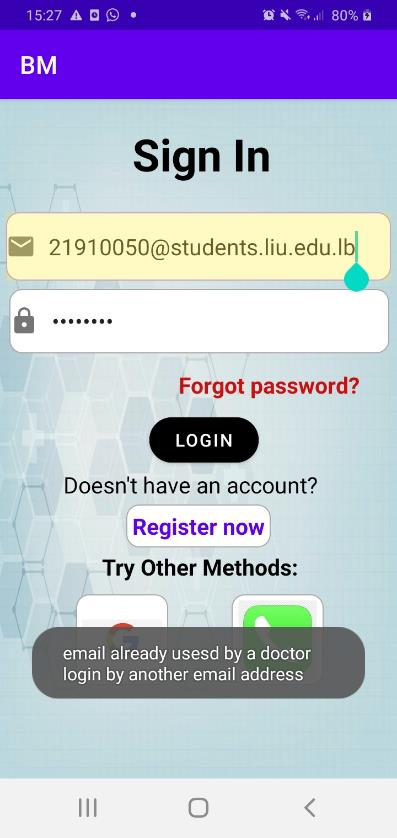 15:27
80%
BM
Sign In
21910050@students.liu.edu.lb
••••••••
Forgot password?
LOGIN
Doesn't have an account?
Register now
Try Other Methods:
email already usesd by a doctor
login by another email address